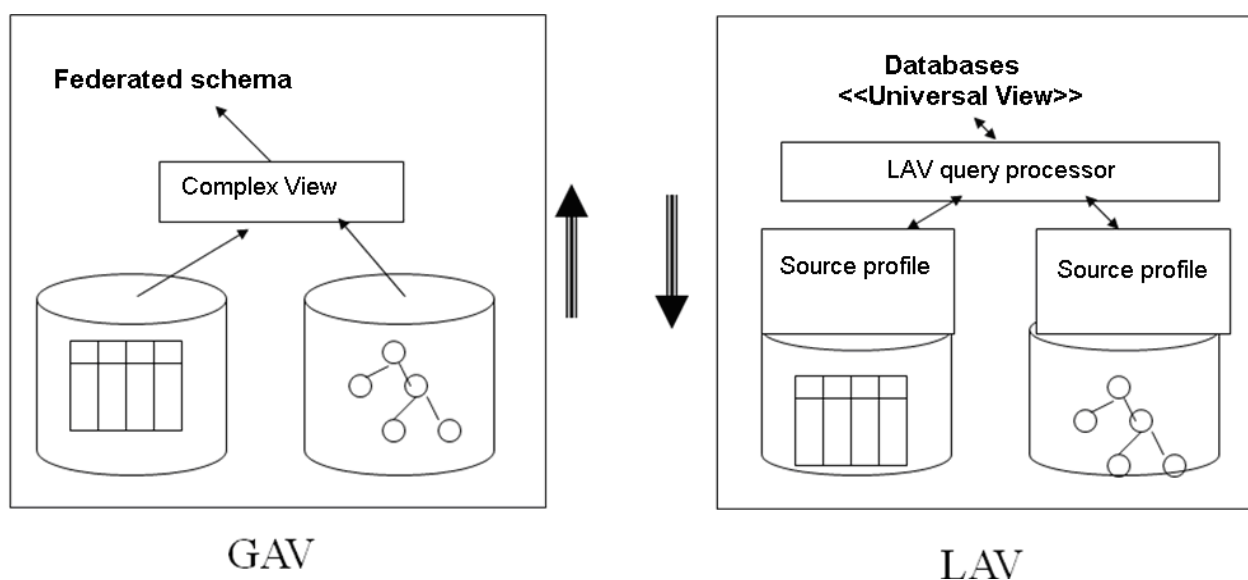 Federated schema
Complex View
GAV
Databases
<<Universal View>>
LAV query processor
Source profile
Source profile
LAV